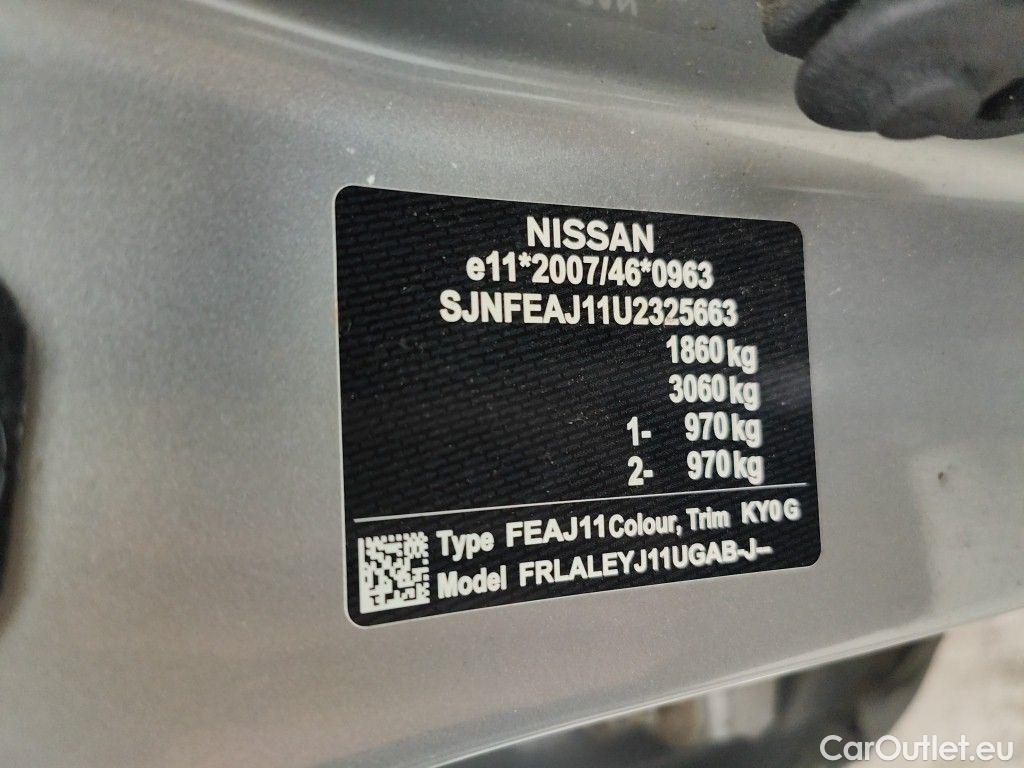 NISSAN
e11*2007/46*0963
SJNFEAJ11U2325663
1860 kg
3060 kg
1- 970 kg
2- 970 kg
Type FEAJ11 Colour, Trim KY0 G
Model FRLALEYJ11UGAB-J--
CarOutlet.eu